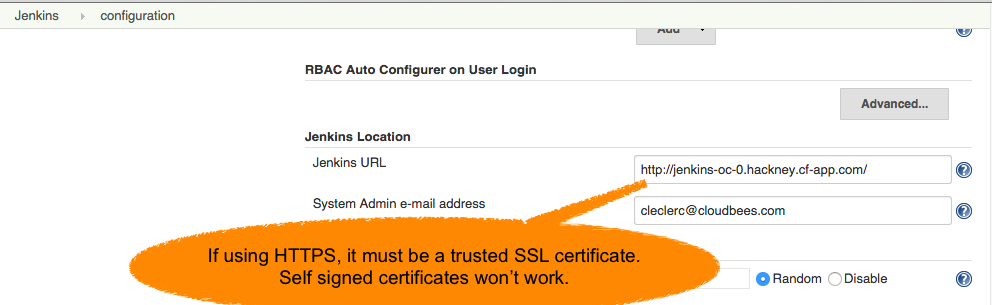 Jenkins configuration
Add
RBAC Auto Configurer on User Login
Advanced...
Jenkins Location
Jenkins URL
http://jenkins-oc-0.hackney.cf-app.com/
System Admin e-mail address
cleclerc@cloudbees.com
If using HTTPS, it must be a trusted SSL certificate.
Self signed certificates won't work.
Random Disable